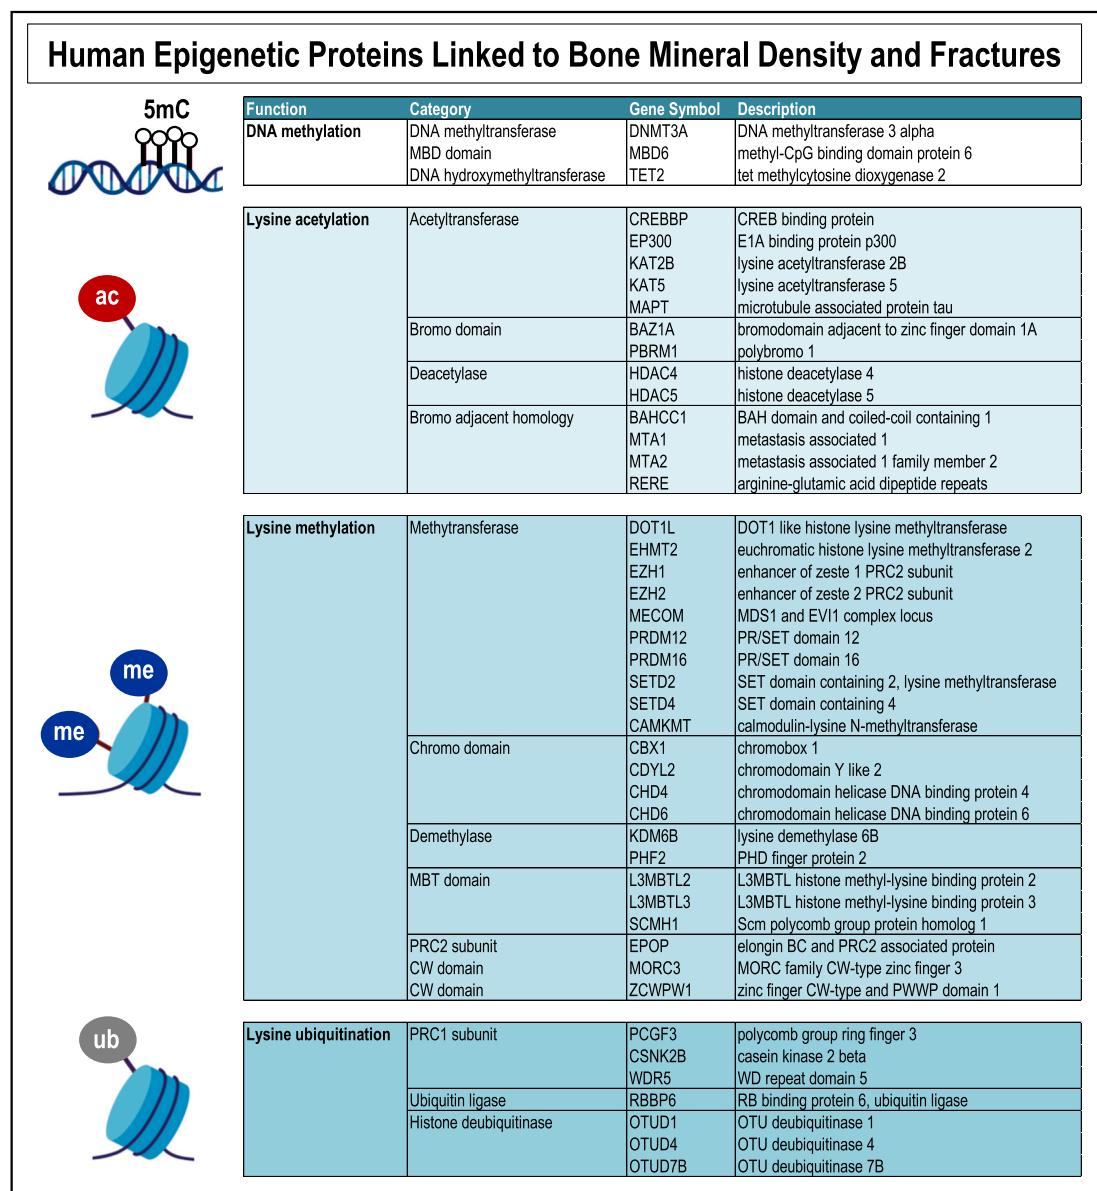 Human Epigenetic Proteins Linked to Bone Mineral Density and Fractures
5mC
Function Category Gene Symbol Description
DNA methylation DNA methyltransferase DNMT3A DNA methyltransferase 3 alpha
MBD domain MBD6 methyl-CpG binding domain protein 6
DNA hydroxymethyltransferase TET2 tet methylcytosine dioxygenase 2
Lysine acetylation Acetyltransferase CREBBP CREB binding protein
EP300 E1A binding protein p300
KAT2B lysine acetyltransferase 2B
KAT5 lysine acetyltransferase 5
MAPT microtubule associated protein tau
ac
Bromo domain BAZ1A bromodomain adjacent to zinc finger domain 1A
PBRM1 polybromo 1
Deacetylase HDAC4 histone deacetylase 4
HDAC5 histone deacetylase 5
Bromo adjacent homology BAHCC1 BAH domain and coiled-coil containing 1
MTA1 metastasis associated 1
MTA2 metastasis associated 1 family member 2
RERE arginine-glutamic acid dipeptide repeats
Lysine methylation Methytransferase DOT1L DOT1 like histone lysine methyltransferase
EHMT2 euchromatic histone lysine methyltransferase 2
EZH1 enhancer of zeste 1 PRC2 subunit
EZH2 enhancer of zeste 2 PRC2 subunit
MECOM MDS1 and EVI1 complex locus
PRDM12 PR/SET domain 12
PRDM16 PR/SET domain 16
me
SETD2 SET domain containing 2, lysine methyltransferase
SETD4 SET domain containing 4
CAMKMT calmodulin-lysine N-methyltransferase
me
Chromo domain CBX1 chromobox 1
CDYL2 chromodomain Y like 2
CHD4 chromodomain helicase DNA binding protein 4
CHD6 chromodomain helicase DNA binding protein 6
Demethylase KDM6B lysine demethylase 6B
PHF2 PHD finger protein 2
MBT domain L3MBTL2 L3MBTL histone methyl-lysine binding protein 2
L3MBTL3 L3MBTL histone methyl-lysine binding protein 3
SCMH1 Scm polycomb group protein homolog 1
PRC2 subunit EPOP elongin BC and PRC2 associated protein
CW domain MORC3 MORC family CW-type zinc finger 3
CW domain ZCWPW1 zinc finger CW-type and PWWP domain 1
Lysine ubiquitination PRC1 subunit PCGF3 polycomb group ring finger 3
ub
CSNK2B casein kinase 2 beta
WDR5 WD repeat domain 5
Ubiquitin ligase RBBP6 RB binding protein 6, ubiquitin ligase
Histone deubiquitinase OTUD1 OTU deubiquitinase 1
OTUD4 OTU deubiquitinase 4
OTUD7B OTU deubiquitinase 7B